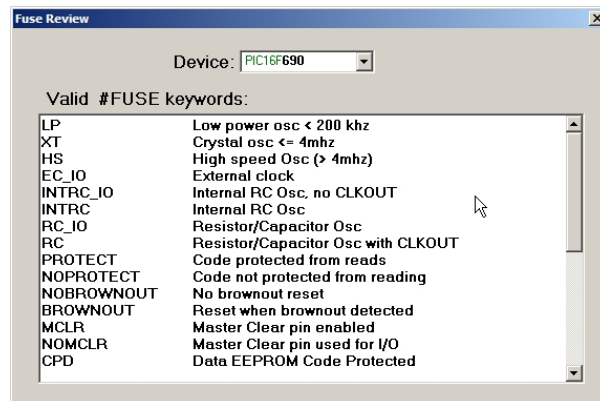 Fuse Review
Device: PIC16F690
Valid #FUSE keywords:
LP Low power osc < 200 khz
XT Crystal osc <= 4mhz
HS High speed Osc (> 4mhz)
EC_IO External clock
INTRC_IO Internal RC Osc, no CLKOUT
INTRC Internal RC Osc
RC_IO Resistor/Capacitor Osc
RC Resistor/Capacitor Osc with CLKOUT
PROTECT Code protected from reads
NOPROTECT Code not protected from reading
NOBROWNOUT No brownout reset
BROWNOUT Reset when brownout detected
MCLR Master Clear pin enabled
NOMCLR Master Clear pin used for I/O
CPD Data EEPROM Code Protected